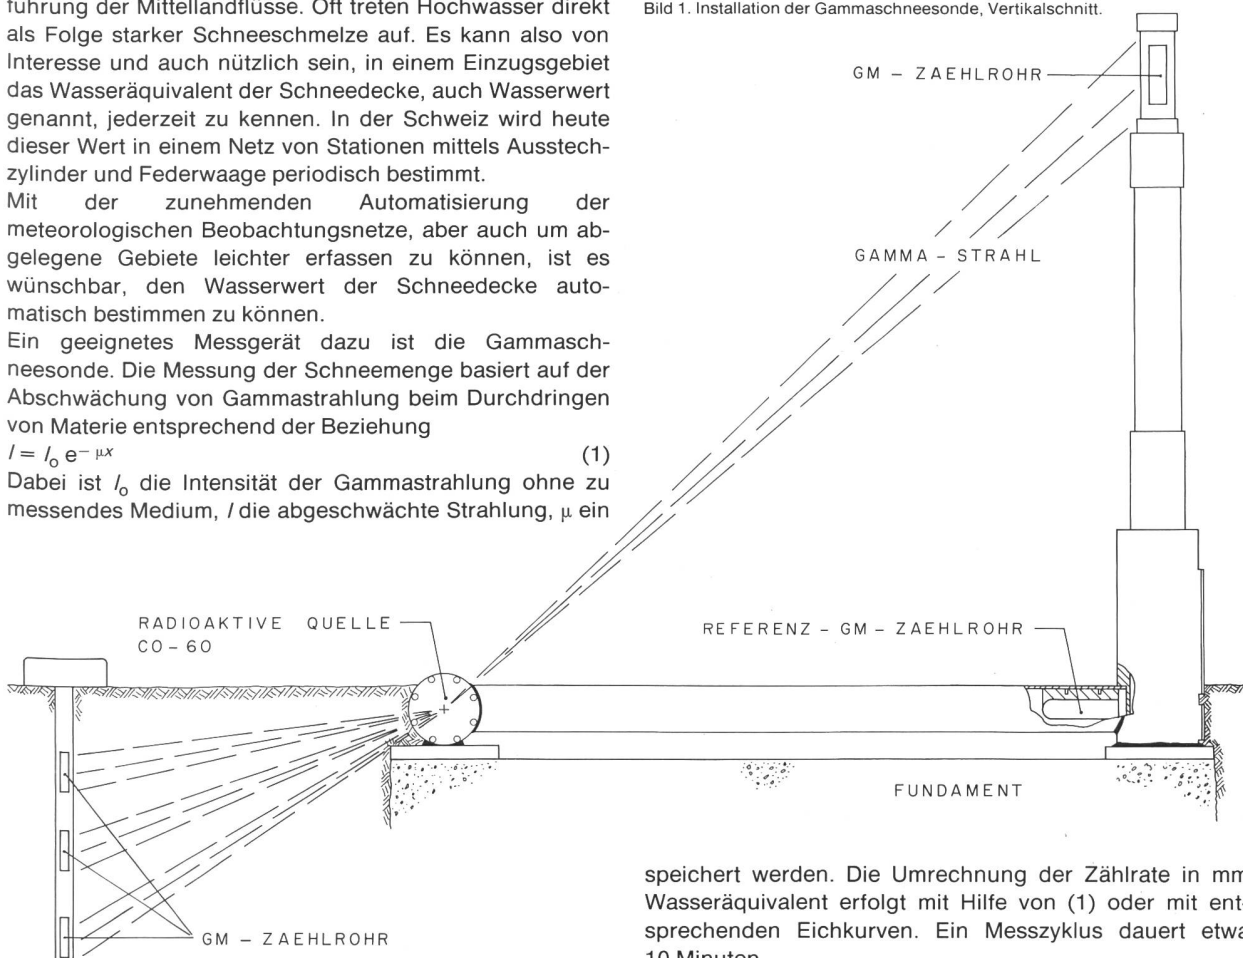 führung der Mittellandflüsse. Oft treten Hochwasser direkt
als Folge starker Schneeschmelze auf. Es kann also von
Interesse und auch nützlich sein, in einem Einzugsgebiet
das Wasseräquivalent der Schneedecke, auch Wasserwert
genannt, jederzeit zu kennen. In der Schweiz wird heute
dieser Wert in einem Netz von Stationen mittels Ausstech-
zylinder und Federwaage periodisch bestimmt.
Mit der zunehmenden Automatisierung der
meteorologischen Beobachtungsnetze, aber auch um ab-
gelegene Gebiete leichter erfassen zu können, ist es
wünschbar, den Wasserwert der Schneedecke auto-
matisch bestimmen zu können.
Ein geeignetes Messgerät dazu ist die Gammasch-
neesonde. Die Messung der Schneemenge basiert auf der
Abschwächung von Gammastrahlung beim Durchdringen
von Materie entsprechend der Beziehung
I = I₀ e⁻ ᵘˣ (1)
Dabei ist I₀ die Intensität der Gammastrahlung ohne zu
messendes Medium, I die abgeschwächte Strahlung, μ ein
Bild 1. Installation der Gammaschneesonde, Vertikalschnitt.
GM – ZAEHLROHR
GAMMA – STRAHL
RADIOAKTIVE QUELLE
CO – 60
REFERENZ – GM – ZAEHLROHR
FUNDAMENT
GM – ZAEHLROHR
speichert werden. Die Umrechnung der Zählrate in mm
Wasseräquivalent erfolgt mit Hilfe von (1) oder mit ent-
sprechenden Eichkurven. Ein Messzyklus dauert etwa
10 Minuten.